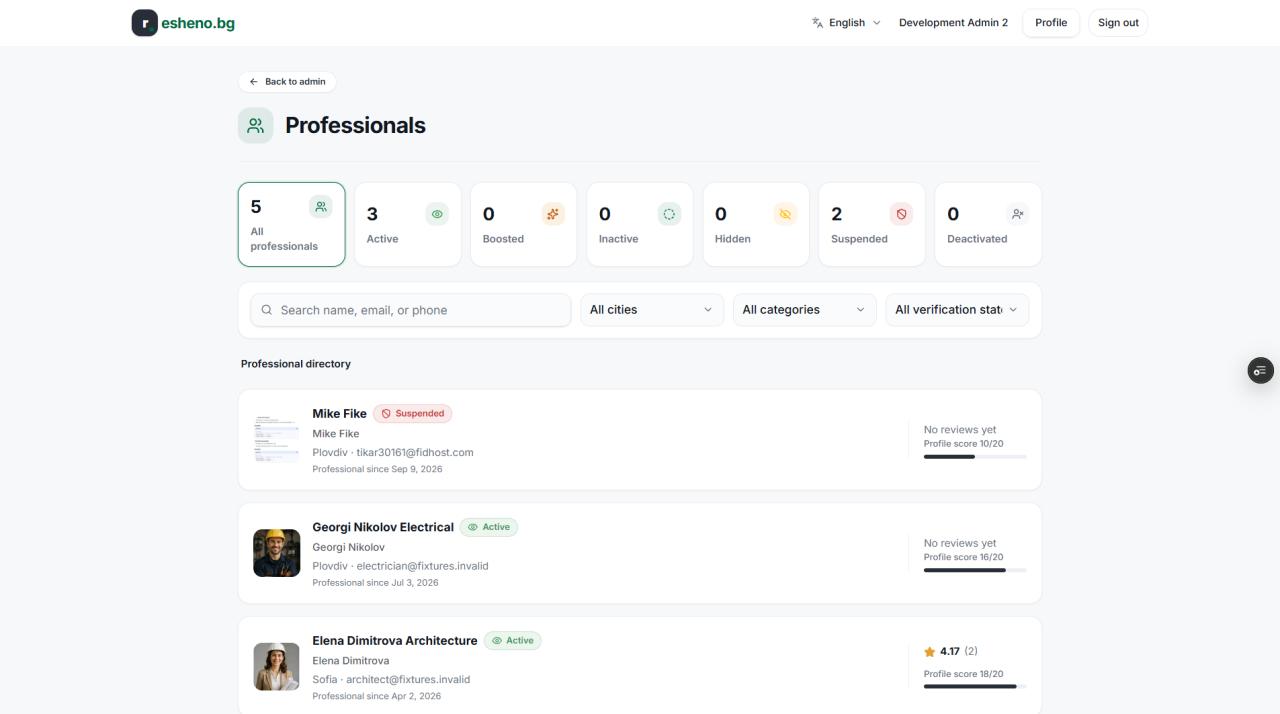 r esheno.bg
English
Development Admin 2
Profile
Sign out
Back to admin
Professionals
5
All
professionals
3
Active
0
Boosted
0
Inactive
0
Hidden
2
Suspended
0
Deactivated
Search name, email, or phone
All cities
All categories
All verification stat
Professional directory
Mike Fike
Suspended
Mike Fike
Plovdiv · tikar30161@fidhost.com
Professional since Sep 9, 2026
No reviews yet
Profile score 10/20
Georgi Nikolov Electrical
Active
Georgi Nikolov
Plovdiv · electrician@fixtures.invalid
Professional since Jul 3, 2026
No reviews yet
Profile score 16/20
Elena Dimitrova Architecture
Active
Elena Dimitrova
Sofia · architect@fixtures.invalid
Professional since Apr 2, 2026
4.17 (2)
Profile score 18/20